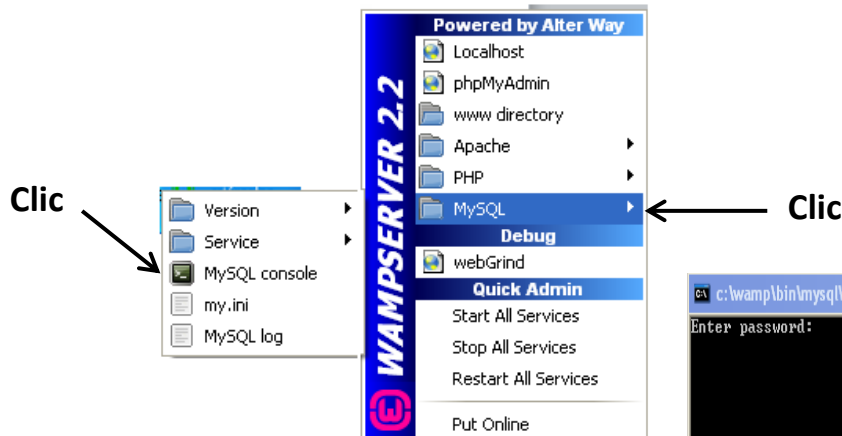 Powered by Alter Way
Localhost
phpMyAdmin
www directory
Apache
PHP
MySQL
Debug
webGrind
Quick Admin
Start All Services
Stop All Services
Restart All Services
Put Online
WAMPSERVER 2.2
Clic
Version
Service
MySQL console
my.ini
MySQL log
Clic
c:\wamp\bin\mysql\
Enter password: